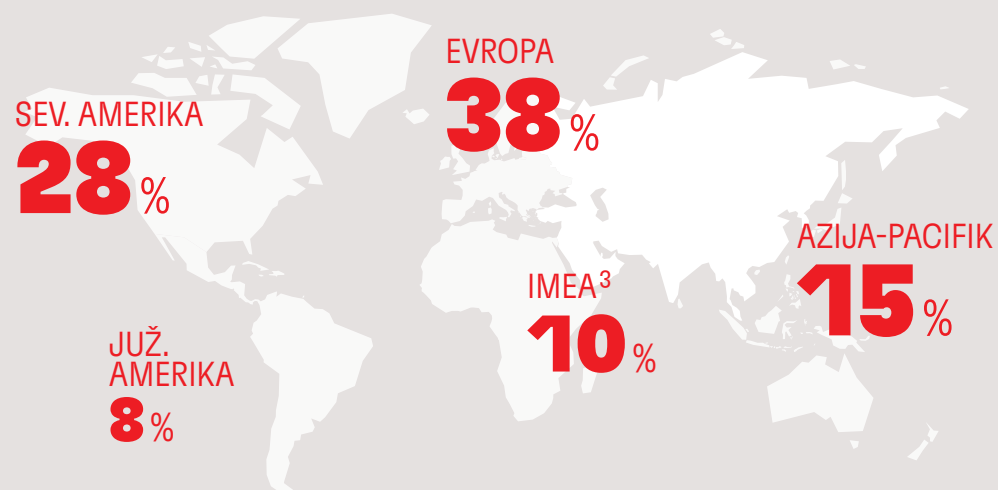 EVROPA
38 %
SEV. AMERIKA
28 %
AZIJA-PACIFIK
15 %
IMEA³
10 %
JUŽ.
AMERIKA
8 %